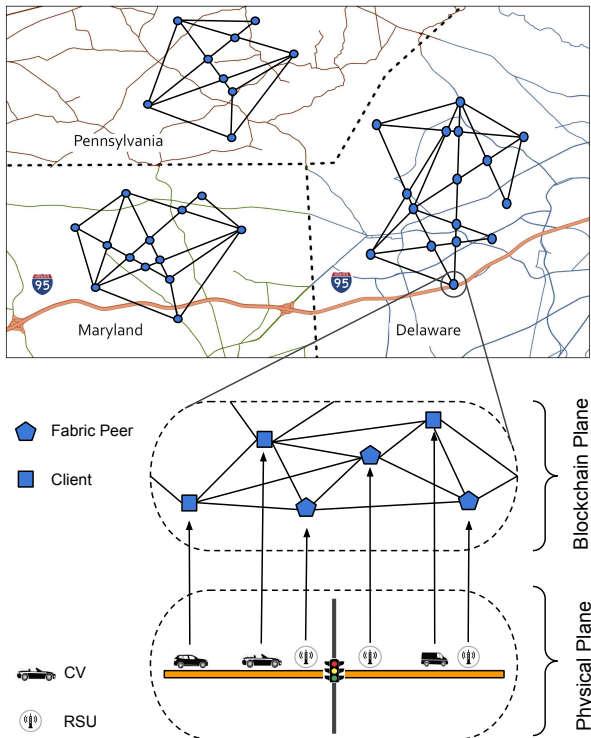 Pennsylvania
95
95
Maryland
Delaware
Fabric Peer
Client
Blockchain Plane
CV
RSU
Physical Plane